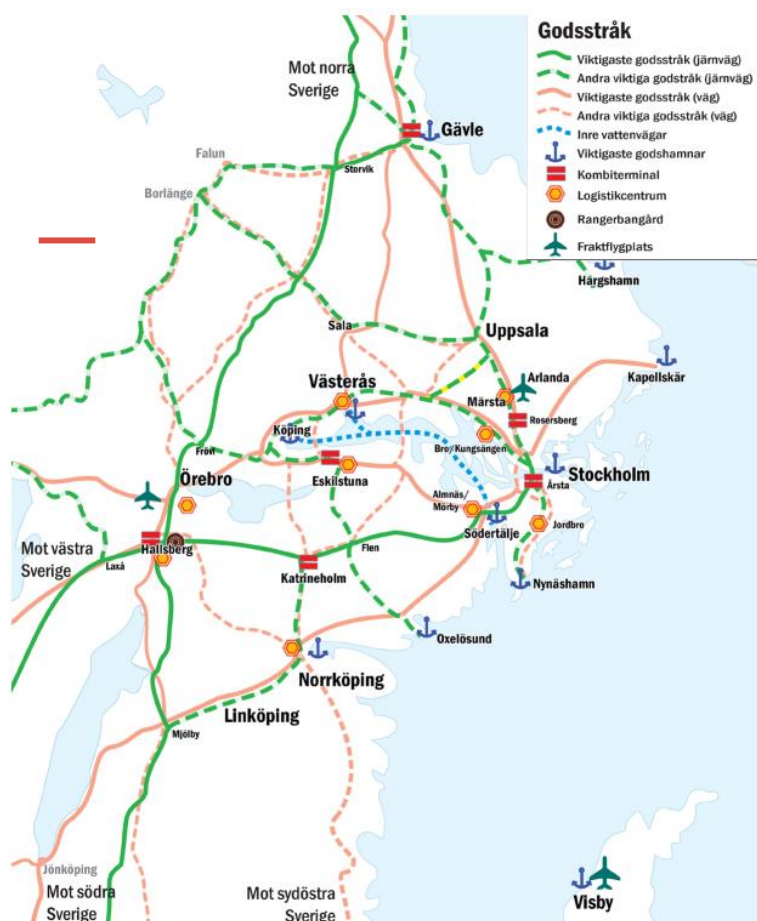 Godsstråk
Viktigaste godsstråk (järnväg)
Andra viktiga godstråk (järnväg)
Viktigaste godsstråk (väg)
Andra viktiga godsstråk (väg)
Inre vattenvägar
Viktigaste godshamnar
Kombiterminal
Logistikcentrum
Rangerbangård
Fraktflygplats
Mot norra
Sverige
Gävle
Falun
Storvik
Borlänge
Hargshamn
Sala
Uppsala
Västerås
Arlanda
Kapellskär
Märsta
Köping
Rosersberg
Frövi
Bro/Kungsängen
Örebro
Eskilstuna
Stockholm
Årsta
Almnäs/
Mörby
Södertälje
Jordbro
Mot västra
Sverige
Hallsberg
Laxå
Flen
Katrineholm
Nynäshamn
Oxelösund
Norrköping
Linköping
Mjölby
Jönköping
Mot södra
Sverige
Mot sydöstra
Sverige
Visby